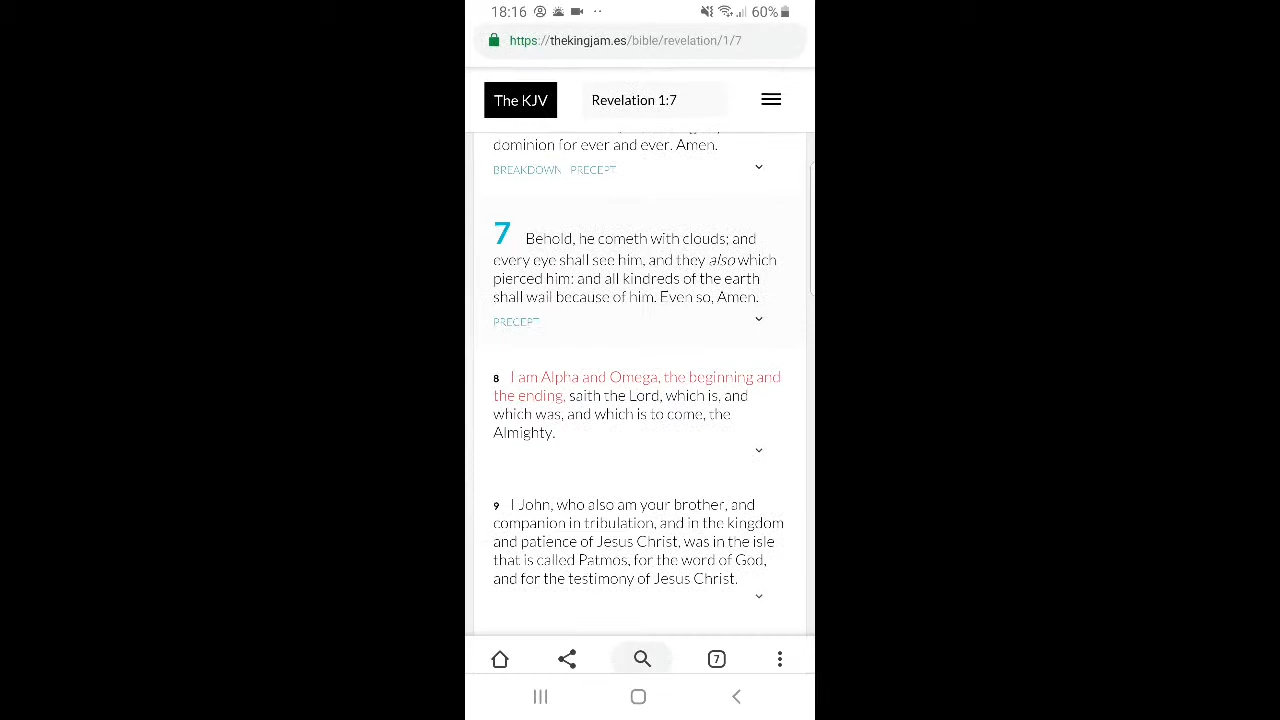 18:16 60%
https://thekingjam.es/bible/revelation/1/7
The KJV Revelation 1:7
dominion for ever and ever. Amen.
BREAKDOWN PRECEPT
7 Behold, he cometh with clouds; and
every eye shall see him, and they also which
pierced him: and all kindreds of the earth
shall wail because of him. Even so, Amen.
PRECEPT
8 I am Alpha and Omega, the beginning and
the ending, saith the Lord, which is, and
which was, and which is to come, the
Almighty.
9 I John, who also am your brother, and
companion in tribulation, and in the kingdom
and patience of Jesus Christ, was in the isle
that is called Patmos, for the word of God,
and for the testimony of Jesus Christ.
7